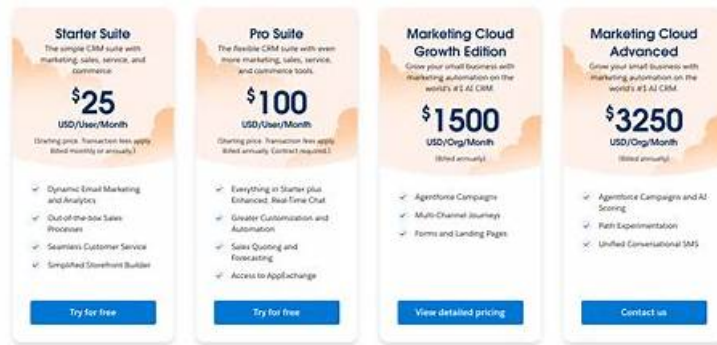 Starter Suite
The simple CRM suite with
marketing, sales, service, and
commerce.
$25
USD/User/Month
(Starting price. Transaction fees apply.
Billed monthly or annually.)
Dynamic Email Marketing
and Analytics
Out-of-the-box Sales
Processes
Seamless Customer Service
Simplified Storefront Builder
Try for free
Pro Suite
The flexible CRM suite with even
more marketing, sales, service,
and commerce tools.
$100
USD/User/Month
(Starting price. Transaction fees apply.
Billed annually. Contract required.)
Everything in Starter plus
Enhanced, Real-Time Chat
Greater Customization and
Automation
Sales Quoting and
Forecasting
Access to AppExchange
Try for free
Marketing Cloud
Growth Edition
Grow your small business with
marketing automation on the
world's #1 AI CRM.
$1500
USD/Org/Month
(Billed annually)
Agentforce Campaigns
Multi-Channel Journeys
Forms and Landing Pages
View detailed pricing
Marketing Cloud
Advanced
Grow your small business with
marketing automation on the
world's #1 AI CRM.
$3250
USD/Org/Month
(Billed annually)
Agentforce Campaigns and AI
Scoring
Path Experimentation
Unified Conversational SMS
Contact us